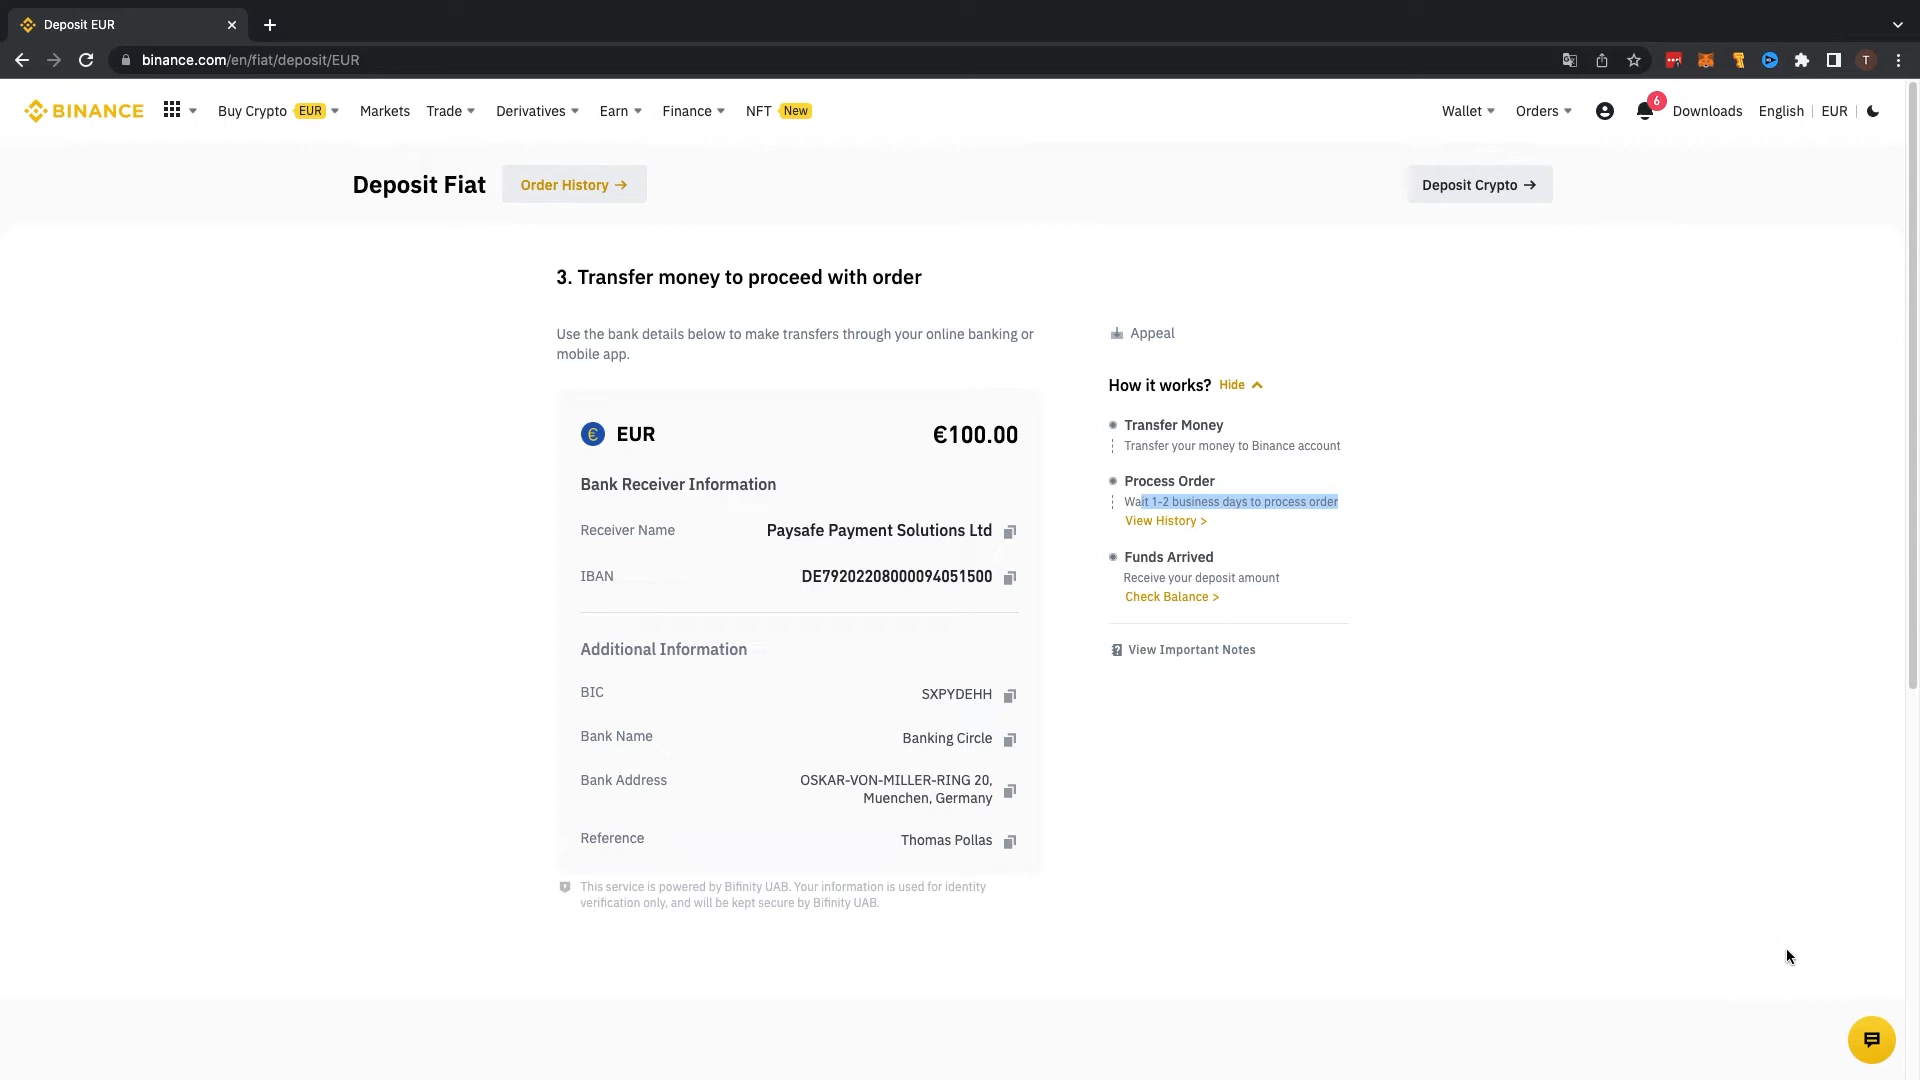 Deposit EUR
binance.com/en/fiat/deposit/EUR
T
BINANCE
Buy Crypto EUR
Markets
Trade
Derivatives
Earn
Finance
NFT New
Wallet
Orders
6
Downloads
English
EUR
Deposit Fiat
Order History →
Deposit Crypto →
3. Transfer money to proceed with order
Use the bank details below to make transfers through your online banking or
mobile app.
€ EUR €100.00
Bank Receiver Information
Receiver Name Paysafe Payment Solutions Ltd
IBAN DE79202208000094051500
Additional Information
BIC SXPYDEHH
Bank Name Banking Circle
Bank Address OSKAR-VON-MILLER-RING 20,
Muenchen, Germany
Reference Thomas Pollas
This service is powered by Bifinity UAB. Your information is used for identity
verification only, and will be kept secure by Bifinity UAB.
Appeal
How it works? Hide
Transfer Money
Transfer your money to Binance account
Process Order
Wait 1-2 business days to process order
View History >
Funds Arrived
Receive your deposit amount
Check Balance >
View Important Notes